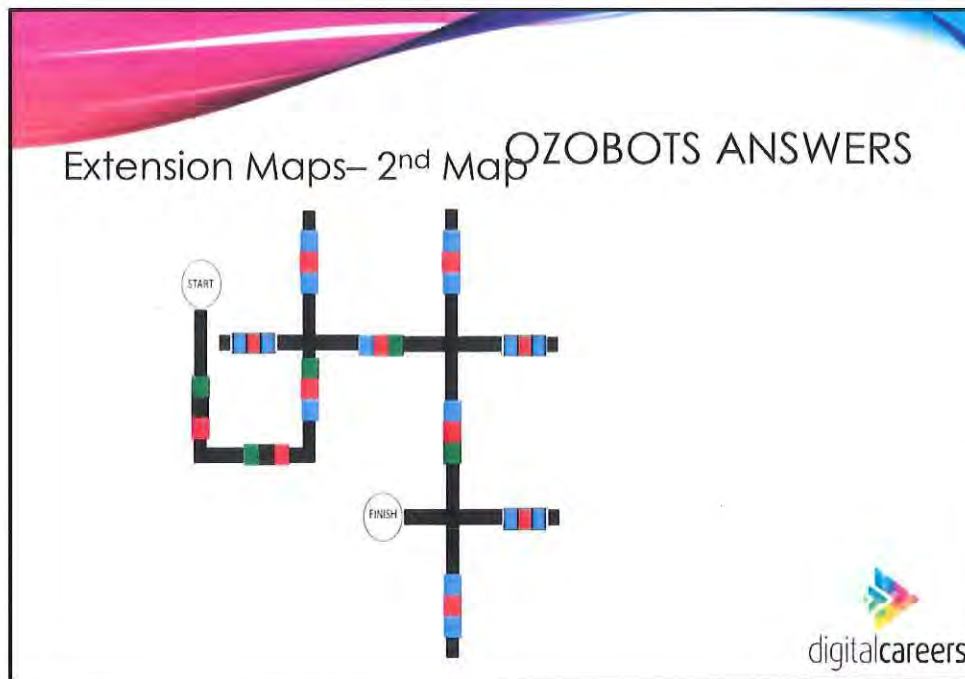 OZOBOTS ANSWERS
Extension Maps– 2nd Map
START
FINISH
digitalcareers